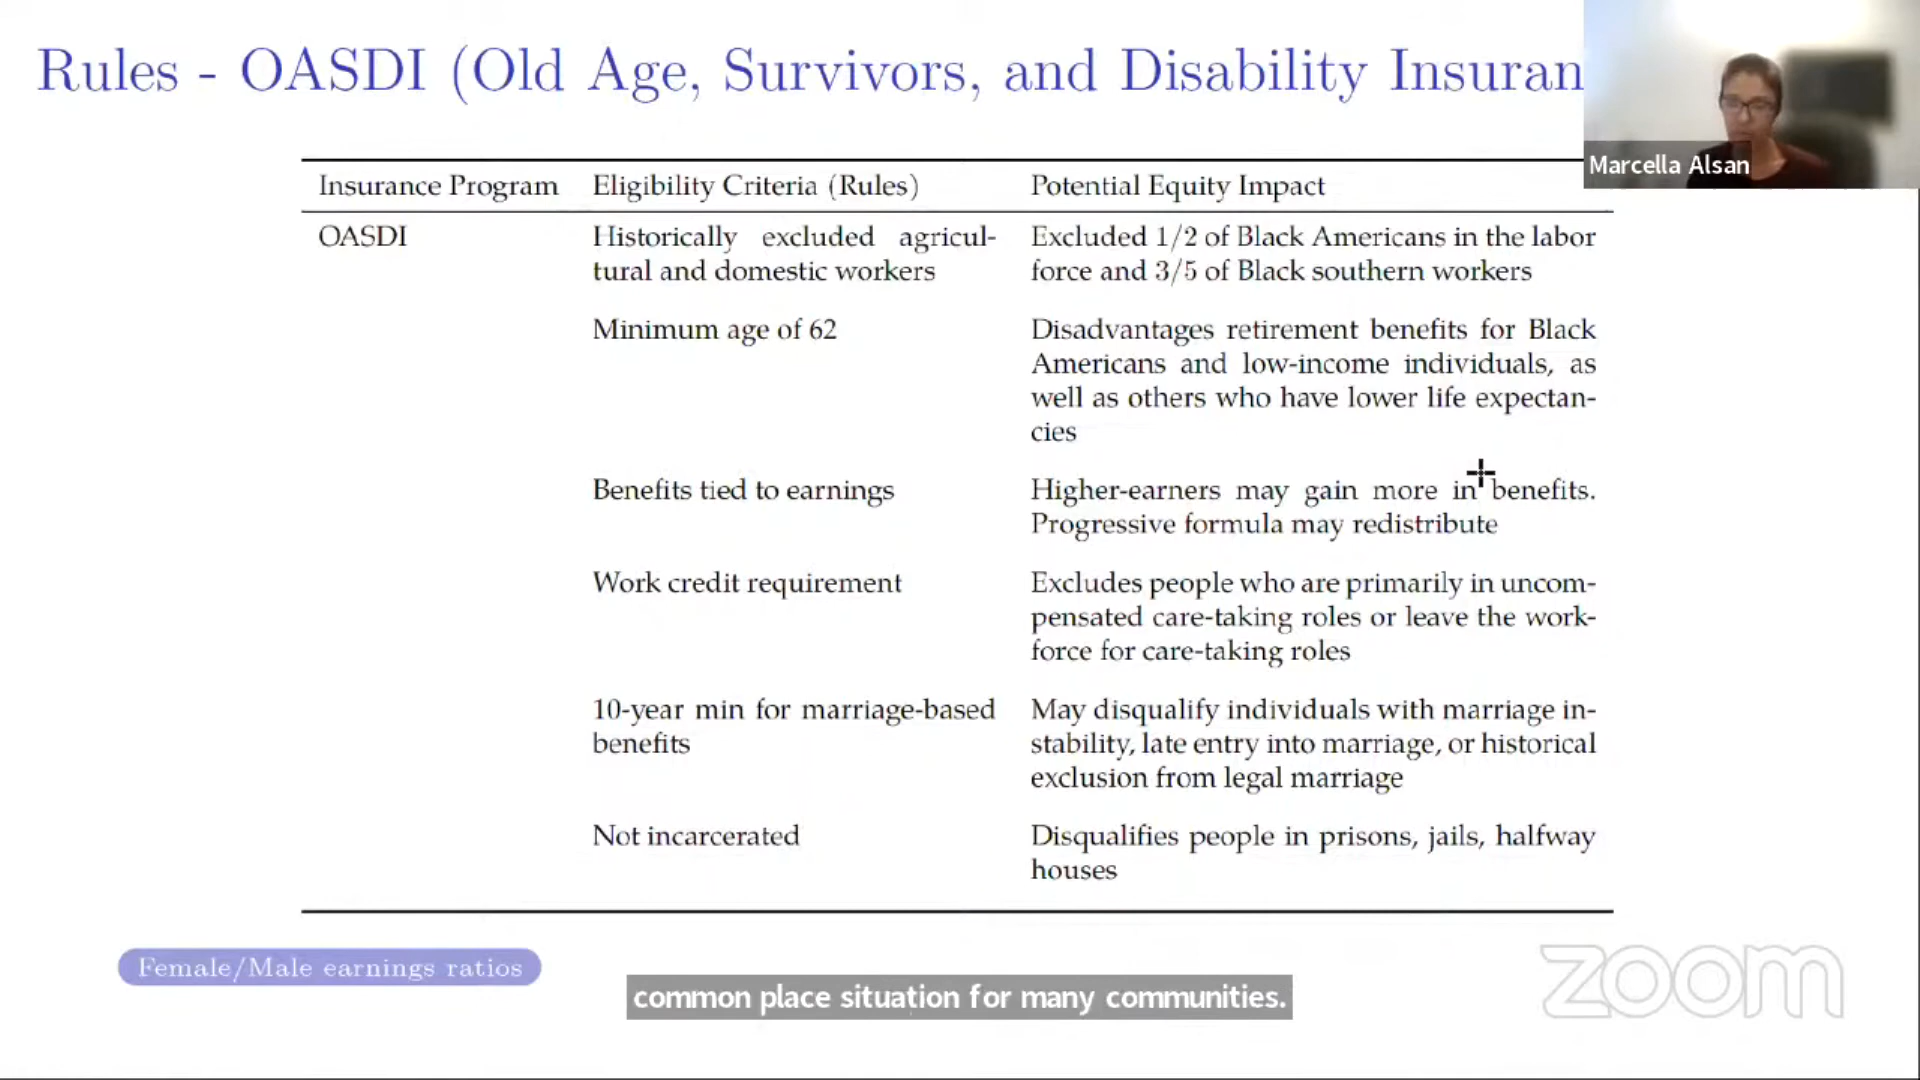 Rules - OASDI (Old Age, Survivors, and Disability Insuran
Marcella Alsan
Insurance Program Eligibility Criteria (Rules) Potential Equity Impact
OASDI
Historically excluded agricul-
tural and domestic workers
Excluded 1/2 of Black Americans in the labor
force and 3/5 of Black southern workers
Minimum age of 62
Disadvantages retirement benefits for Black
Americans and low-income individuals, as
well as others who have lower life expectan-
cies
Benefits tied to earnings
Higher-earners may gain more in benefits.
Progressive formula may redistribute
Work credit requirement
Excludes people who are primarily in uncom-
pensated care-taking roles or leave the work-
force for care-taking roles
10-year min for marriage-based
benefits
May disqualify individuals with marriage in-
stability, late entry into marriage, or historical
exclusion from legal marriage
Not incarcerated
Disqualifies people in prisons, jails, halfway
houses
Female/Male earnings ratios
common place situation for many communities.
zoom